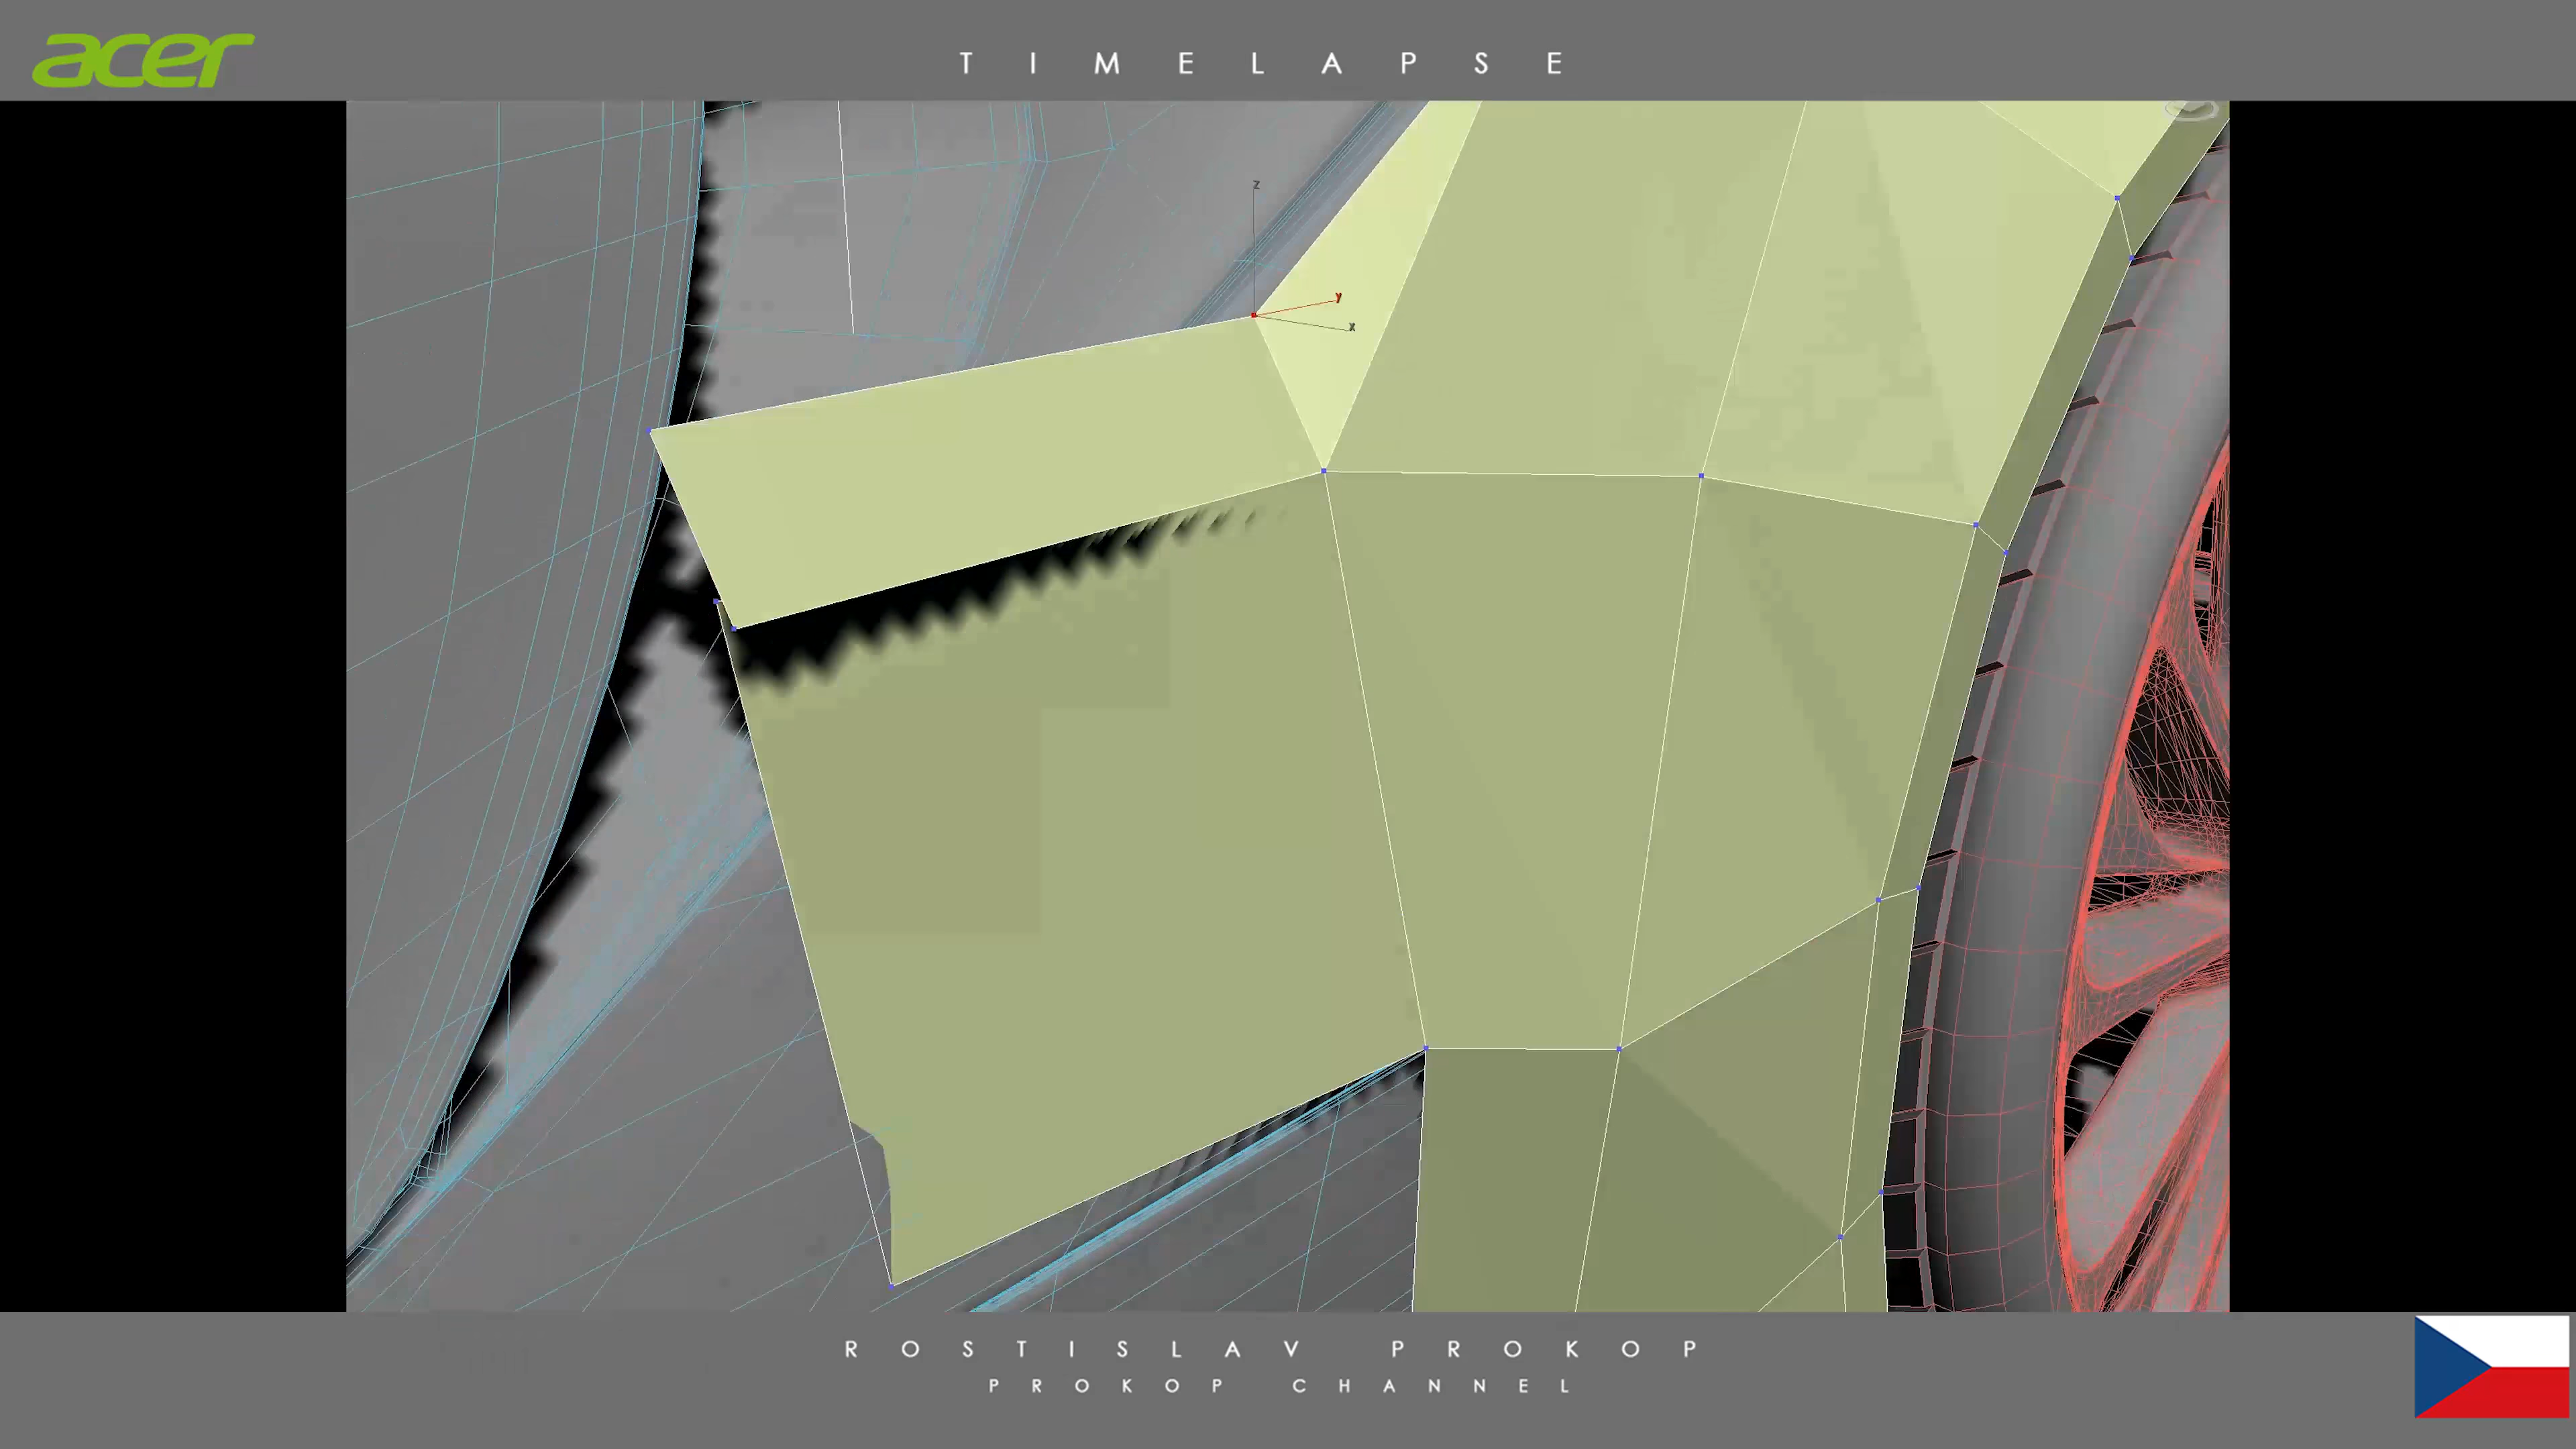 acer
TIMELAPSE
z
y
x
ROSTISLAV PROKOP
PROKOP CHANNEL